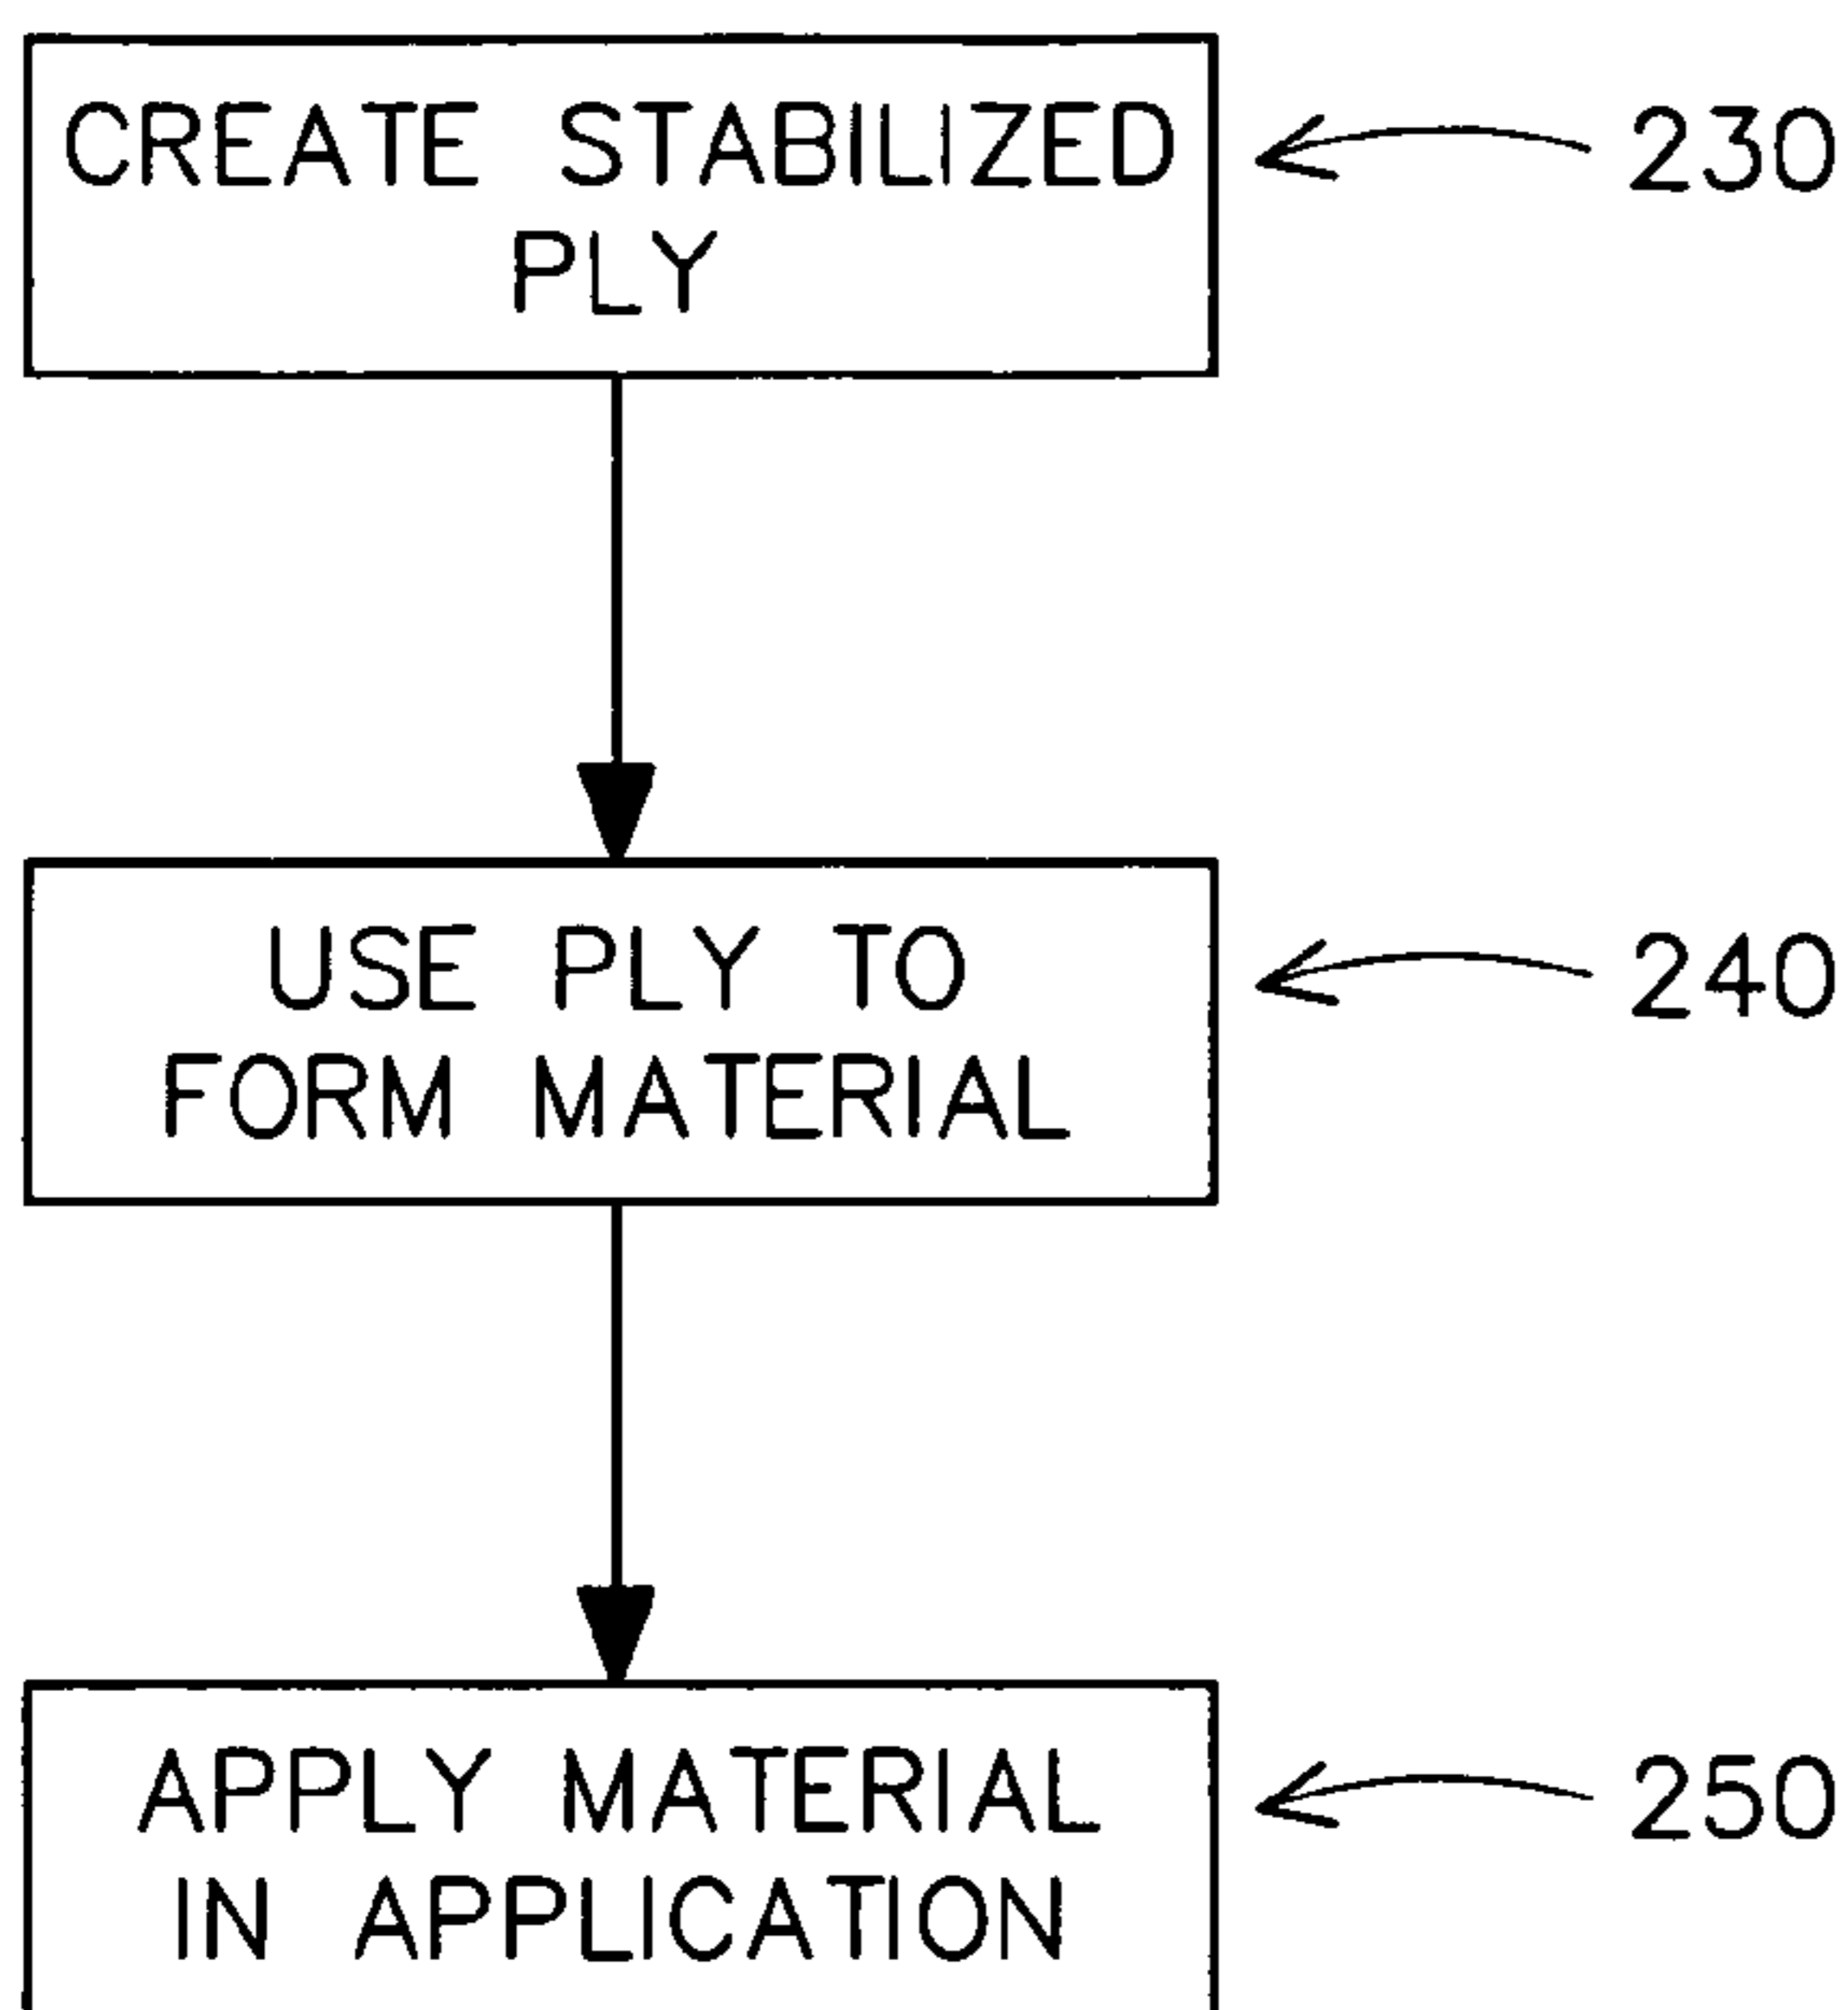 CREATE STABILIZED
PLY
230
USE PLY TO
FORM MATERIAL
240
APPLY MATERIAL
IN APPLICATION
250